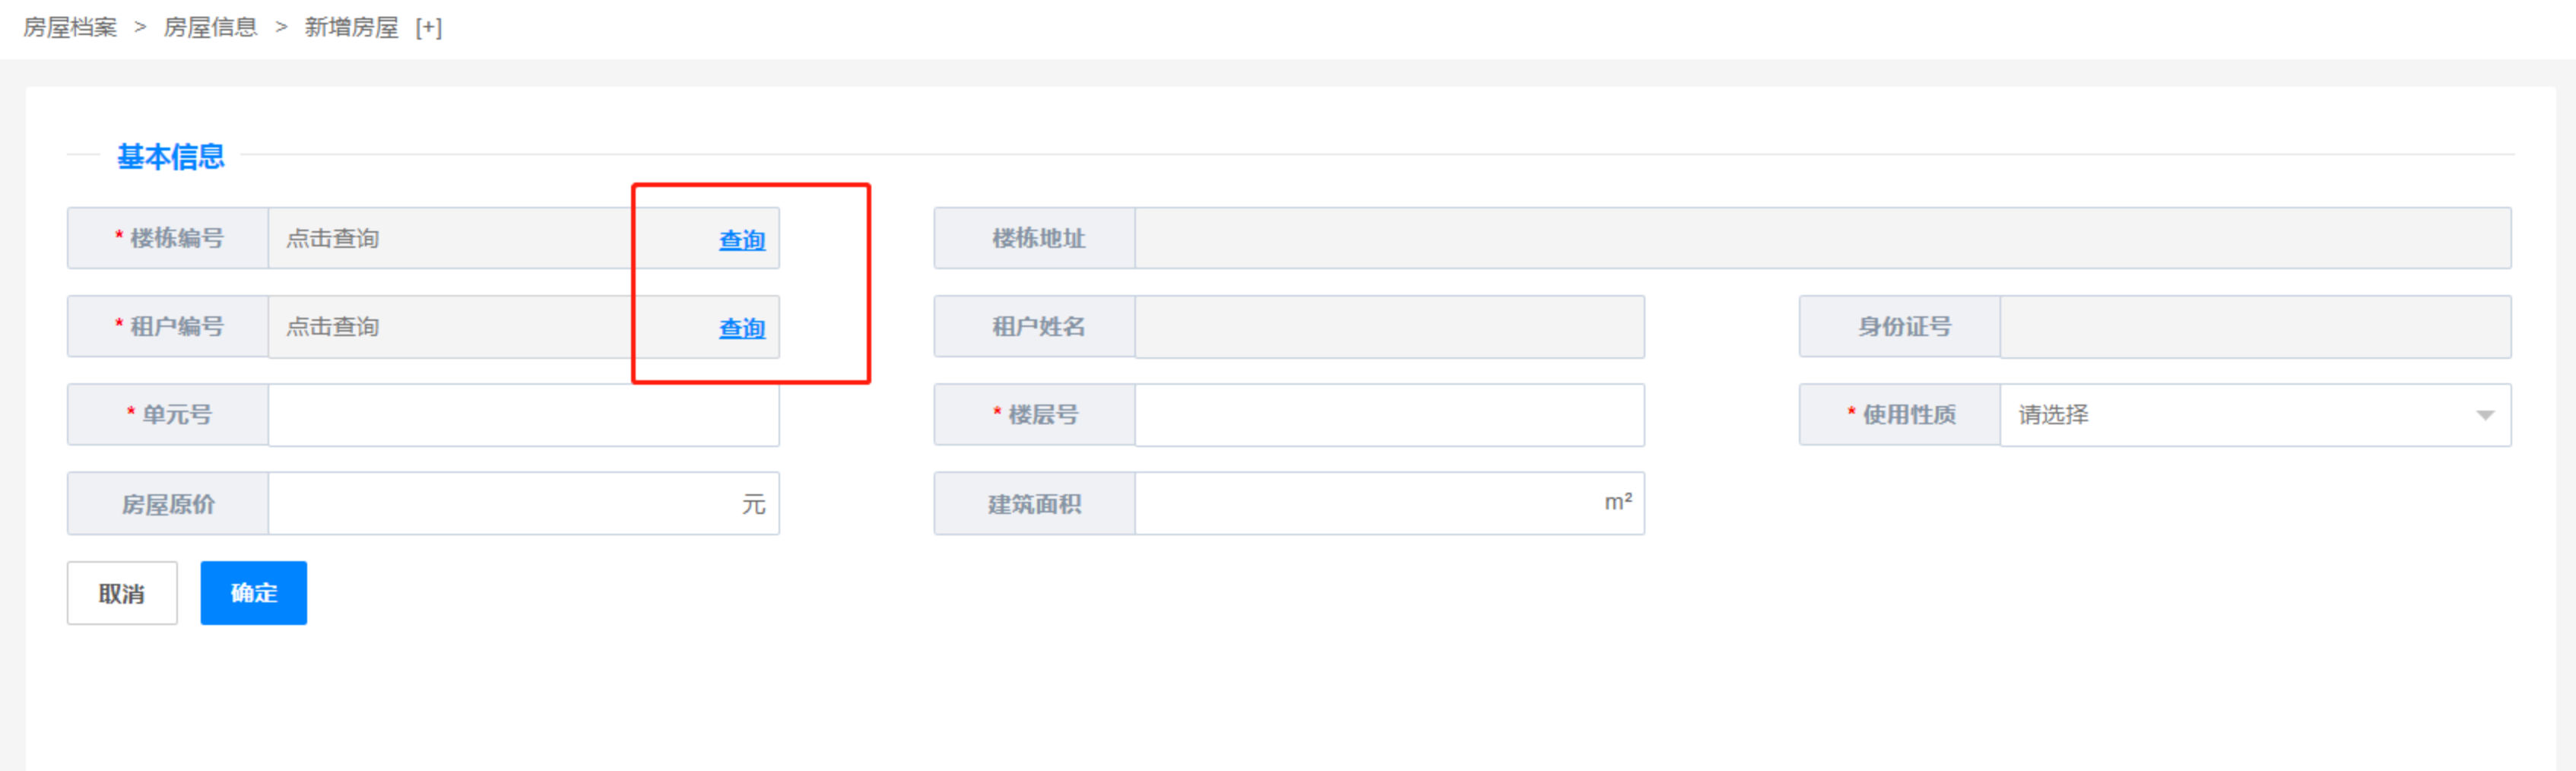 房屋档案 > 房屋信息 > 新增房屋 [+]
基本信息
* 楼栋编号 点击查询 查询 楼栋地址
* 租户编号 点击查询 查询 租户姓名 身份证号
* 单元号 * 楼层号 * 使用性质 请选择
房屋原价 元 建筑面积 m²
取消 确定